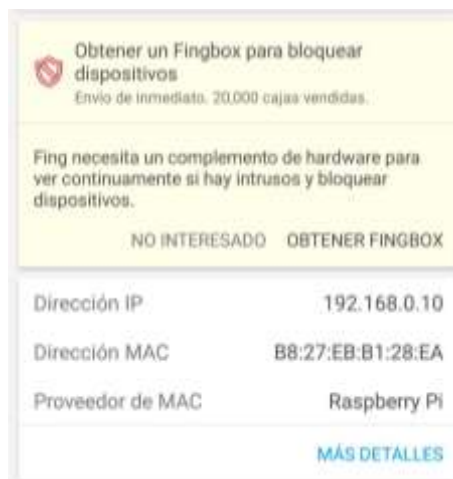 Obtener un Fingbox para bloquear
dispositivos
Envío de inmediato. 20,000 cajas vendidas.
Fing necesita un complemento de hardware para
ver continuamente si hay intrusos y bloquear
dispositivos.
NO INTERESADO OBTENER FINGBOX
Dirección IP 192.168.0.10
Dirección MAC B8:27:EB:B1:28:EA
Proveedor de MAC Raspberry Pi
MÁS DETALLES